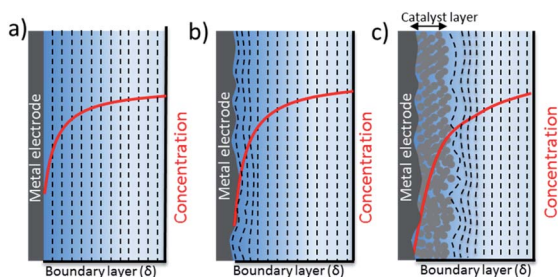 a)
Metal electrode
Concentration
Boundary layer (δ)
b)
Metal electrode
Concentration
Boundary layer (δ)
Catalyst layer
c)
Metal electrode
Concentration
Boundary layer (δ)